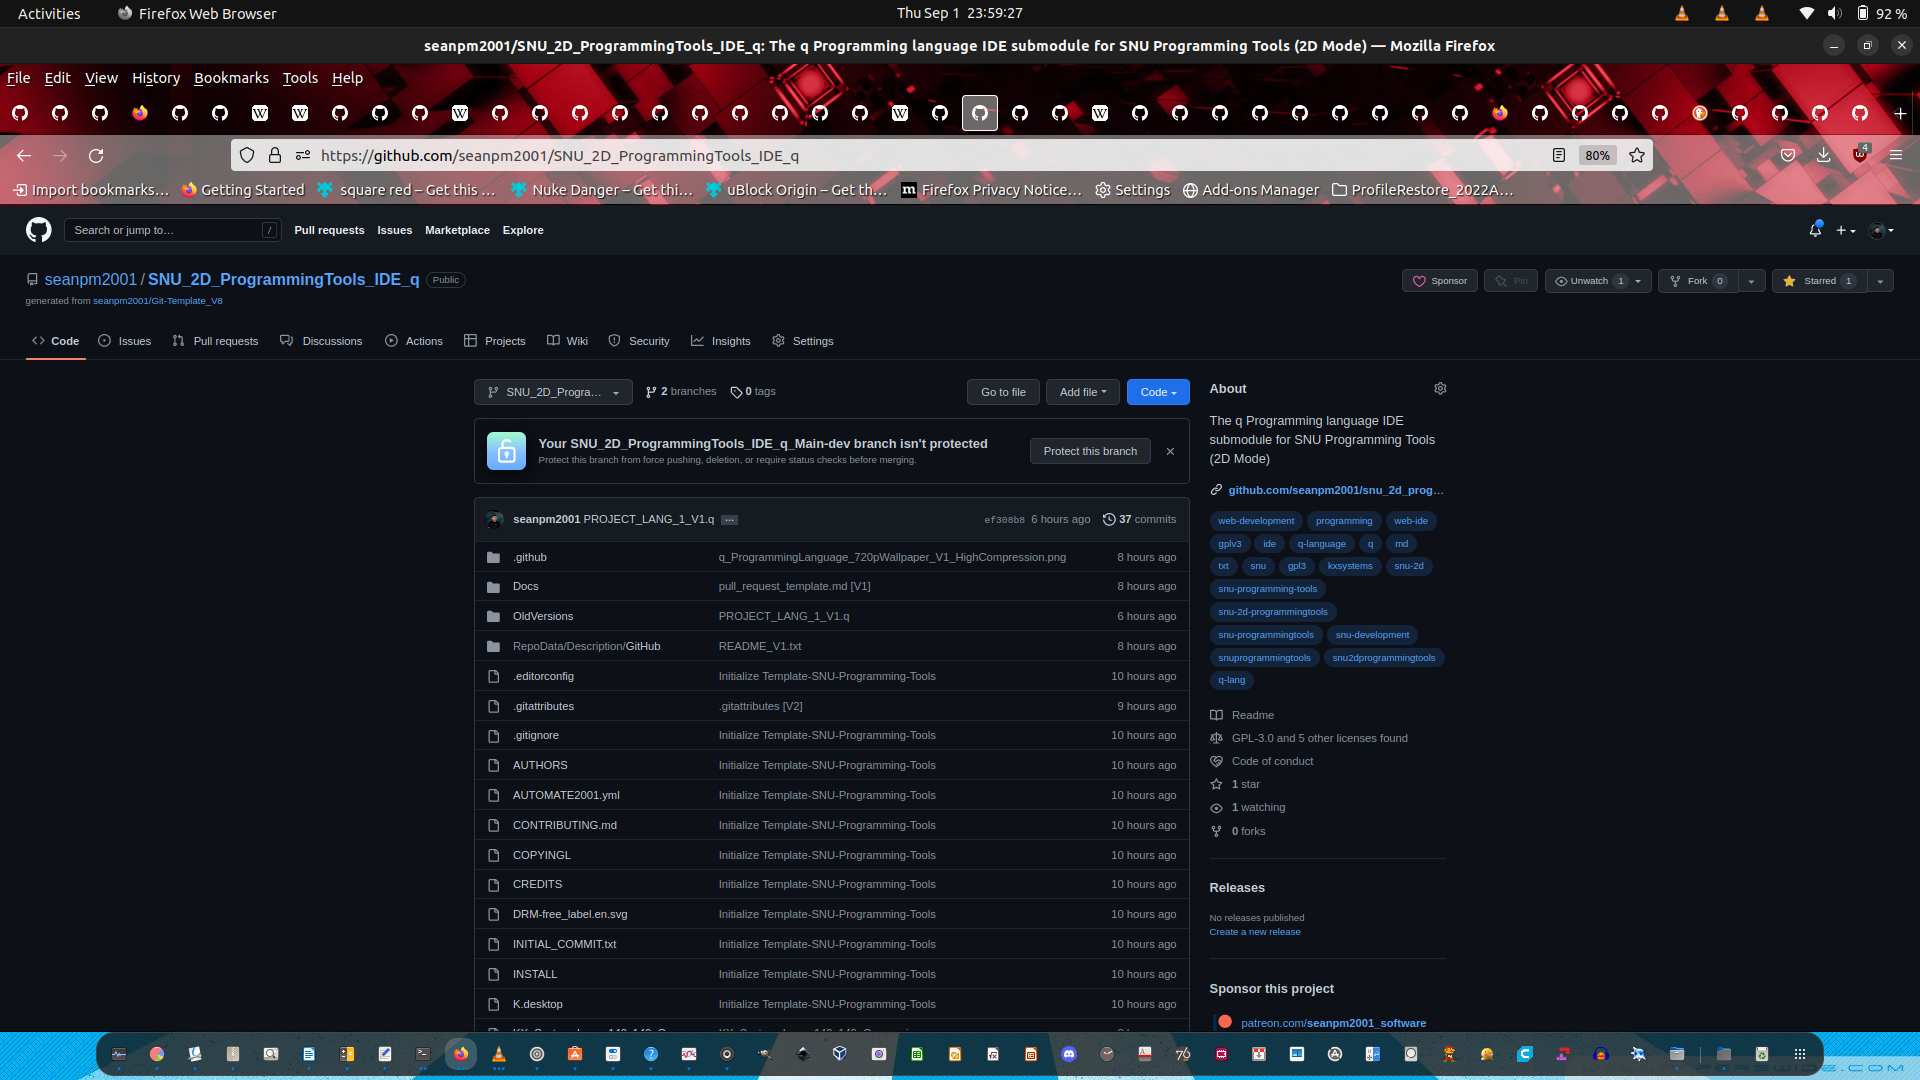 Activities Firefox Web Browser Thu Sep 1 23:59:27 92 %
seanpm2001/SNU_2D_ProgrammingTools_IDE_q: The q Programming language IDE submodule for SNU Programming Tools (2D Mode) — Mozilla Firefox
File Edit View History Bookmarks Tools Help
https://github.com/seanpm2001/SNU_2D_ProgrammingTools_IDE_q 80% 4
Import bookmarks… Getting Started square red – Get this … Nuke Danger – Get thi… uBlock Origin – Get th… Firefox Privacy Notice… Settings Add-ons Manager ProfileRestore_2022A…
Search or jump to… / Pull requests Issues Marketplace Explore
seanpm2001 / SNU_2D_ProgrammingTools_IDE_q Public Sponsor Pin Unwatch 1 Fork 0 Starred 1
generated from seanpm2001/Git-Template_V8
Code Issues Pull requests Discussions Actions Projects Wiki Security Insights Settings
SNU_2D_Progra… 2 branches 0 tags Go to file Add file Code
Your SNU_2D_ProgrammingTools_IDE_q_Main-dev branch isn't protected
Protect this branch from force pushing, deletion, or require status checks before merging.
Protect this branch
seanpm2001 PROJECT_LANG_1_V1.q … ef308b8 6 hours ago 37 commits
.github q_ProgrammingLanguage_720pWallpaper_V1_HighCompression.png 8 hours ago
Docs pull_request_template.md [V1] 8 hours ago
OldVersions PROJECT_LANG_1_V1.q 6 hours ago
RepoData/Description/GitHub README_V1.txt 8 hours ago
.editorconfig Initialize Template-SNU-Programming-Tools 10 hours ago
.gitattributes .gitattributes [V2] 9 hours ago
.gitignore Initialize Template-SNU-Programming-Tools 10 hours ago
AUTHORS Initialize Template-SNU-Programming-Tools 10 hours ago
AUTOMATE2001.yml Initialize Template-SNU-Programming-Tools 10 hours ago
CONTRIBUTING.md Initialize Template-SNU-Programming-Tools 10 hours ago
COPYINGL Initialize Template-SNU-Programming-Tools 10 hours ago
CREDITS Initialize Template-SNU-Programming-Tools 10 hours ago
DRM-free_label.en.svg Initialize Template-SNU-Programming-Tools 10 hours ago
INITIAL_COMMIT.txt Initialize Template-SNU-Programming-Tools 10 hours ago
INSTALL Initialize Template-SNU-Programming-Tools 10 hours ago
K.desktop Initialize Template-SNU-Programming-Tools 10 hours ago
About
The q Programming language IDE
submodule for SNU Programming Tools
(2D Mode)
github.com/seanpm2001/snu_2d_prog…
web-development programming web-ide
gplv3 ide q-language q md
txt snu gpl3 kxsystems snu-2d
snu-programming-tools
snu-2d-programmingtools
snu-programmingtools snu-development
snuprogrammingtools snu2dprogrammingtools
q-lang
Readme
GPL-3.0 and 5 other licenses found
Code of conduct
1 star
1 watching
0 forks
Releases
No releases published
Create a new release
Sponsor this project
patreon.com/seanpm2001_software